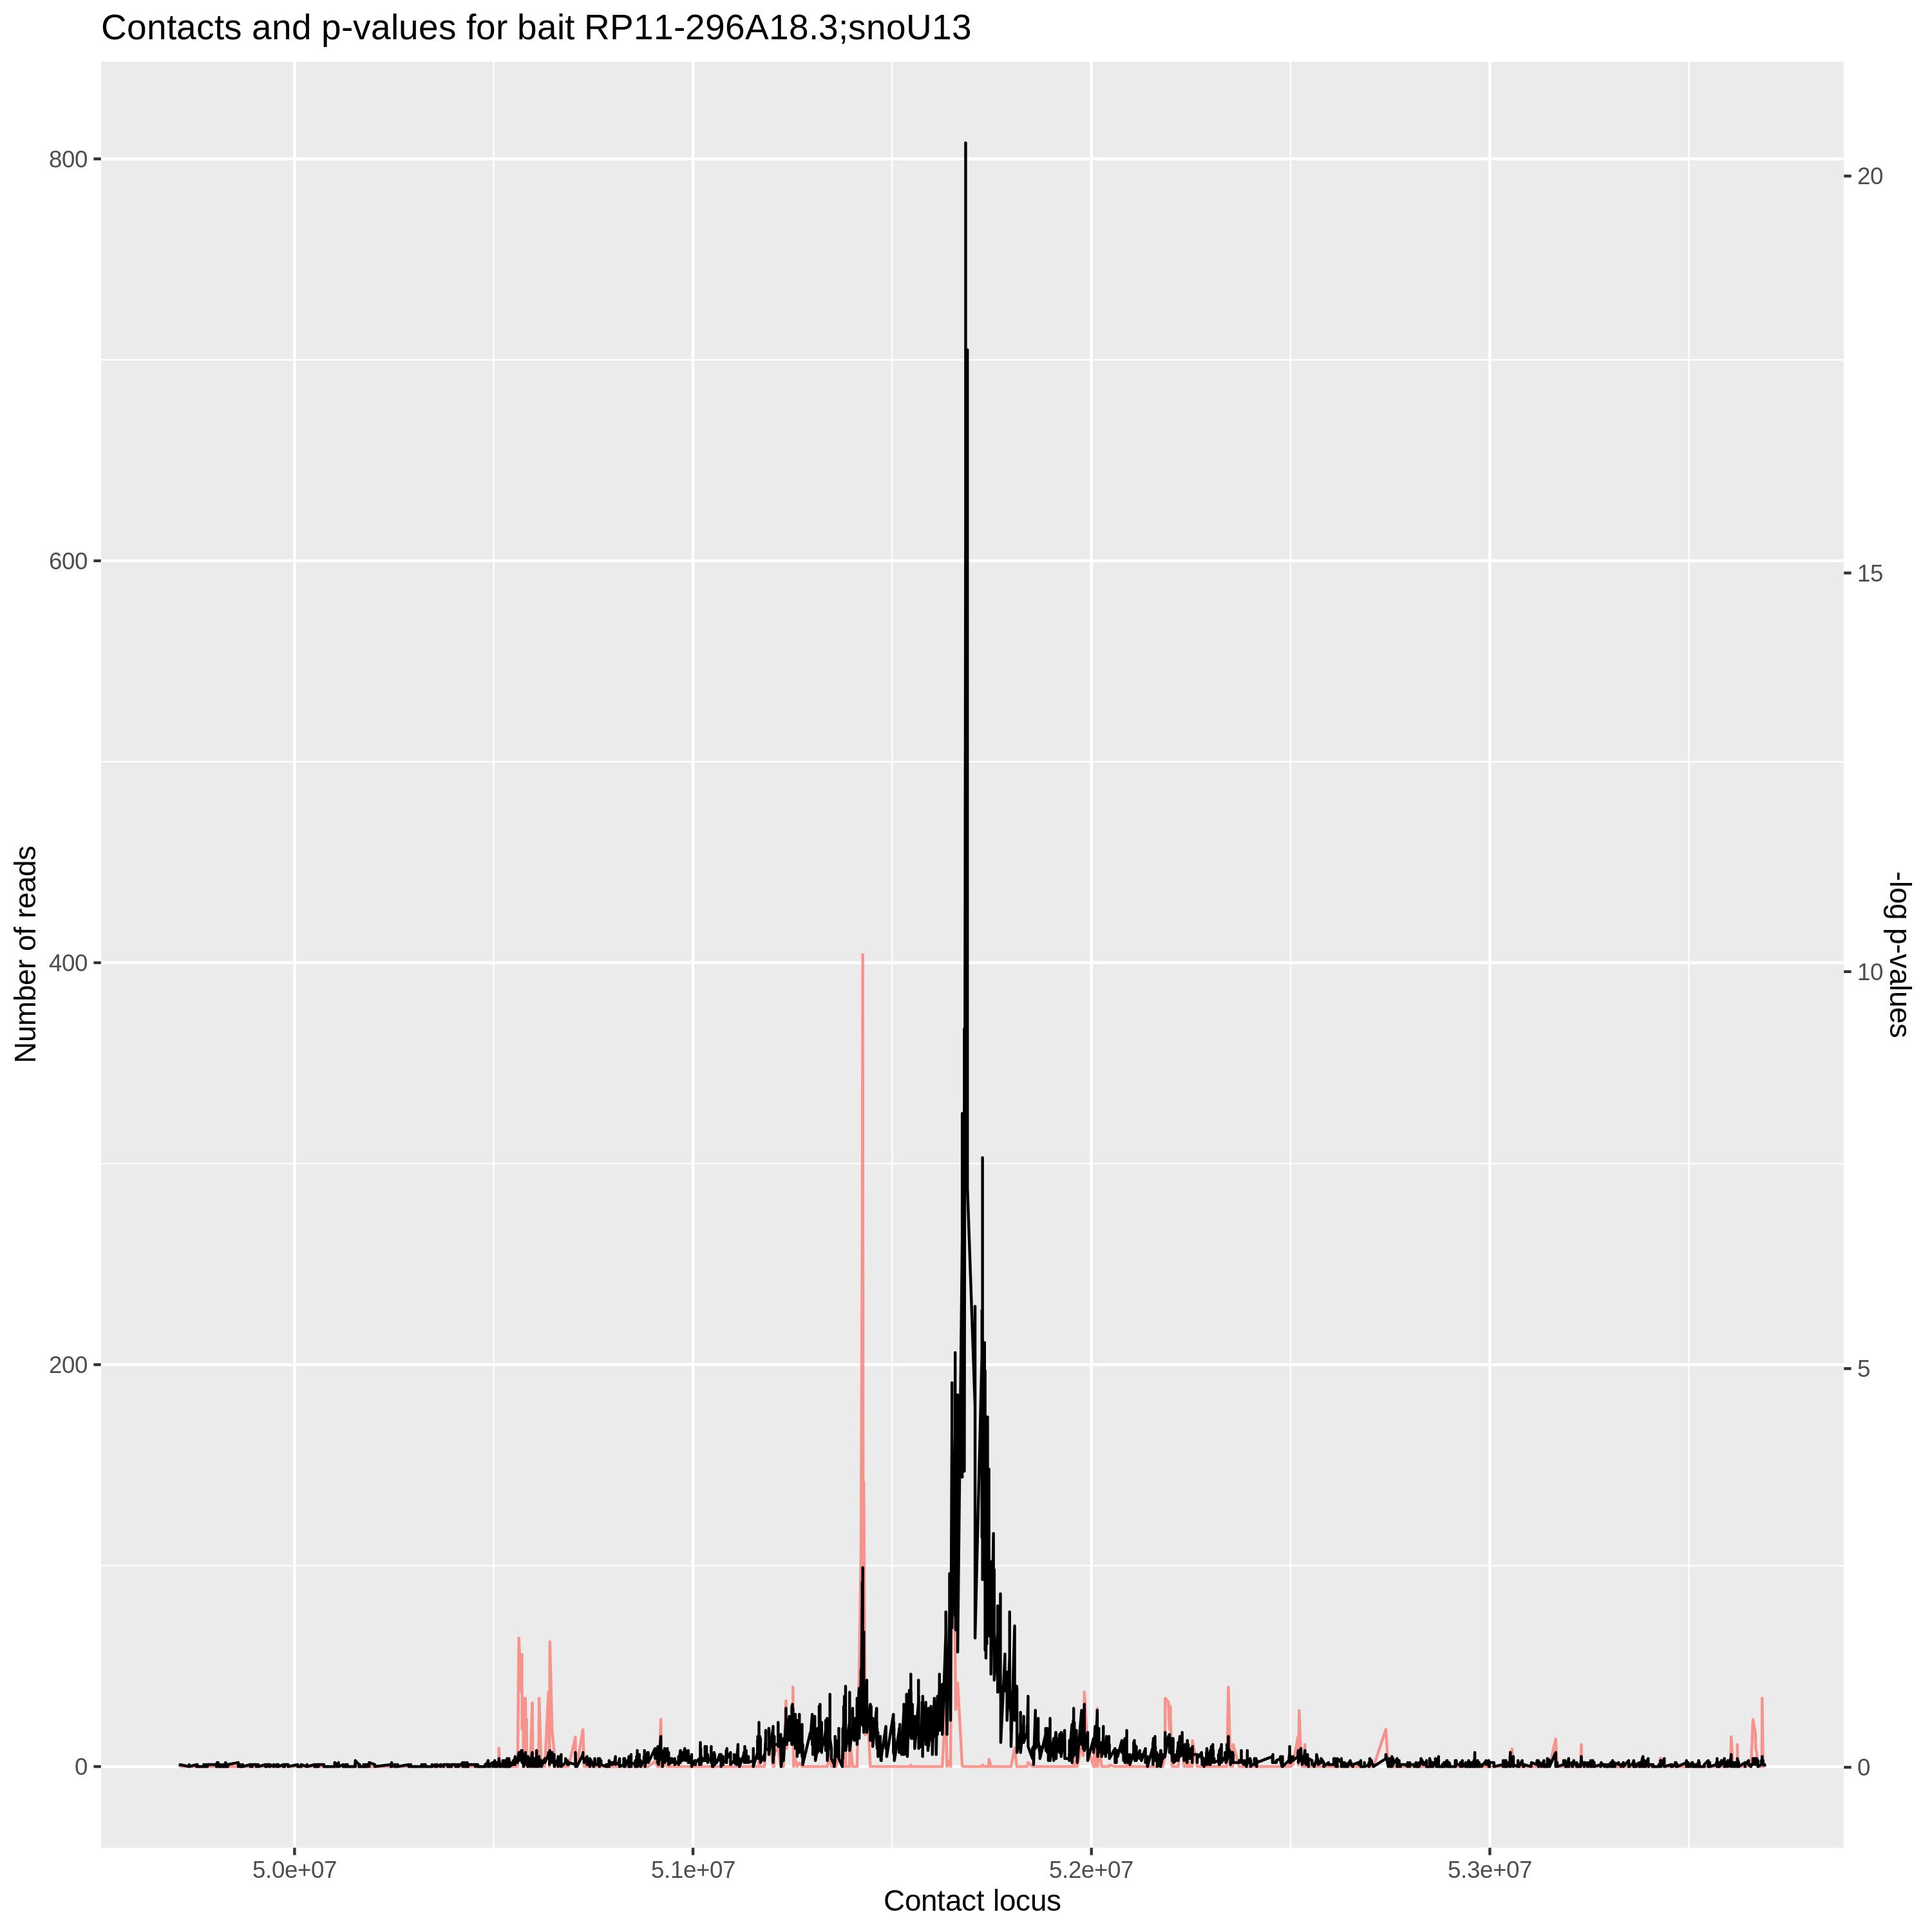 Contacts and p-values for bait RP11-296A18.3;snoU13
800
600
400
200
0
Number of reads
20
15
10
5
0
-log p-values
5.0e+07
5.1e+07
5.2e+07
5.3e+07
Contact locus